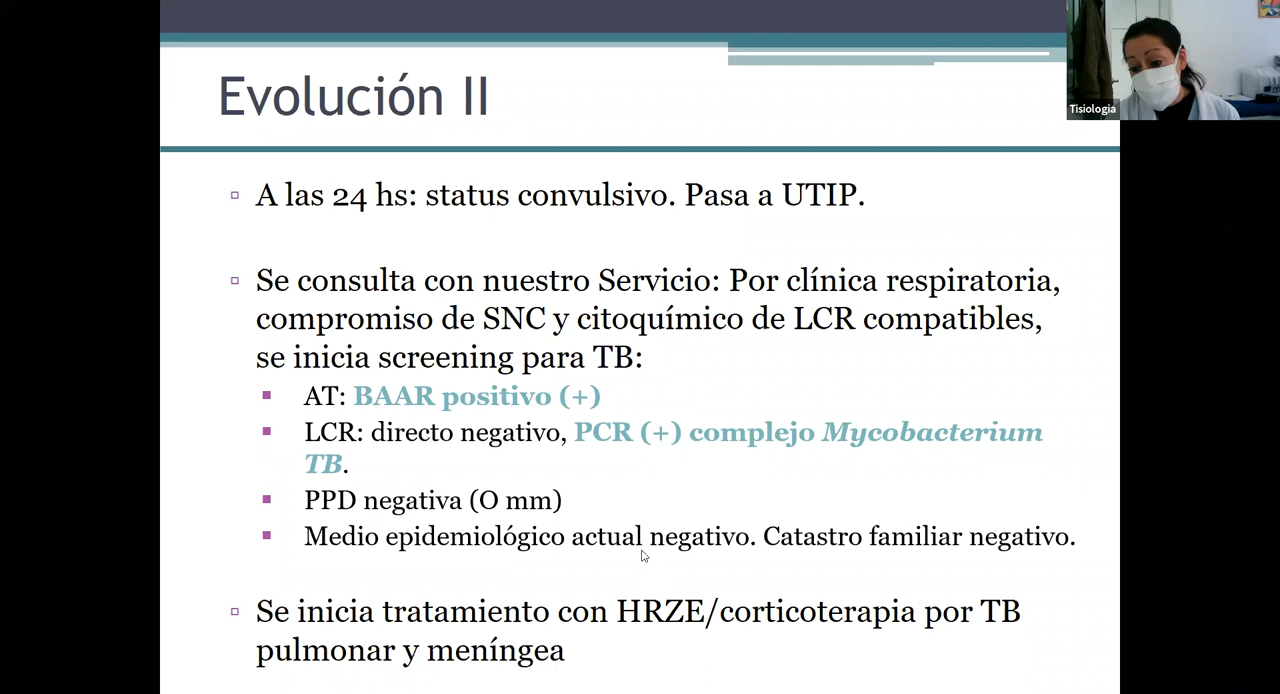 Evolución II
Tisiologia
A las 24 hs: status convulsivo. Pasa a UTIP.
Se consulta con nuestro Servicio: Por clínica respiratoria,
compromiso de SNC y citoquímico de LCR compatibles,
se inicia screening para TB:
AT: BAAR positivo (+)
LCR: directo negativo, PCR (+) complejo Mycobacterium
TB.
PPD negativa (O mm)
Medio epidemiológico actual negativo. Catastro familiar negativo.
Se inicia tratamiento con HRZE/corticoterapia por TB
pulmonar y meníngea